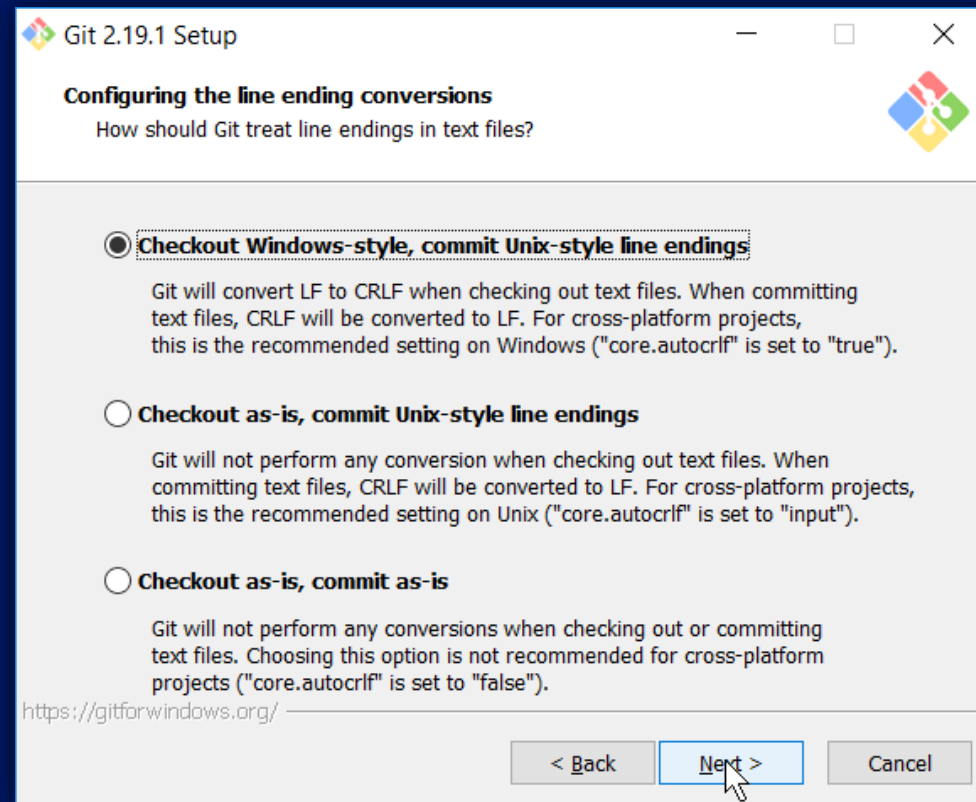 Git 2.19.1 Setup
Configuring the line ending conversions
How should Git treat line endings in text files?
Checkout Windows-style, commit Unix-style line endings
Git will convert LF to CRLF when checking out text files. When committing
text files, CRLF will be converted to LF. For cross-platform projects,
this is the recommended setting on Windows ("core.autocrlf" is set to "true").
Checkout as-is, commit Unix-style line endings
Git will not perform any conversion when checking out text files. When
committing text files, CRLF will be converted to LF. For cross-platform projects,
this is the recommended setting on Unix ("core.autocrlf" is set to "input").
Checkout as-is, commit as-is
Git will not perform any conversions when checking out or committing
text files. Choosing this option is not recommended for cross-platform
projects ("core.autocrlf" is set to "false").
https://gitforwindows.org/
< Back Next > Cancel